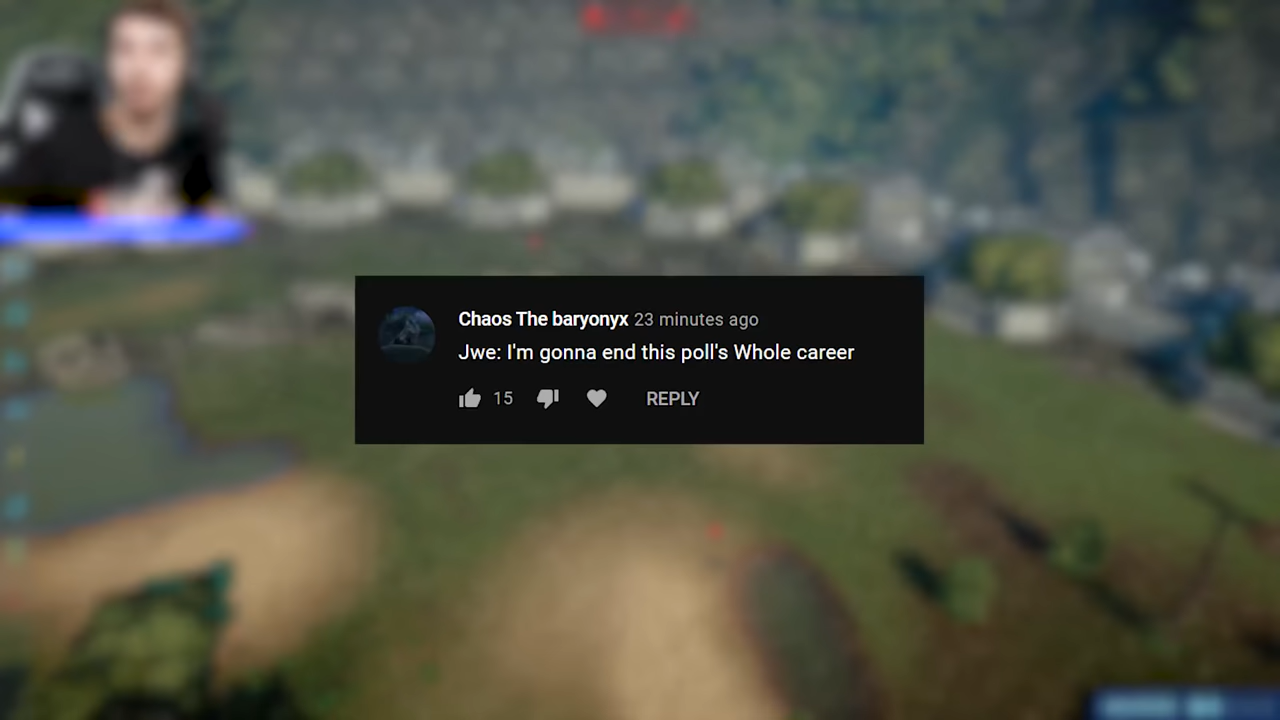 Chaos The baryonyx 23 minutes ago
Jwe: I'm gonna end this poll's Whole career
15 REPLY